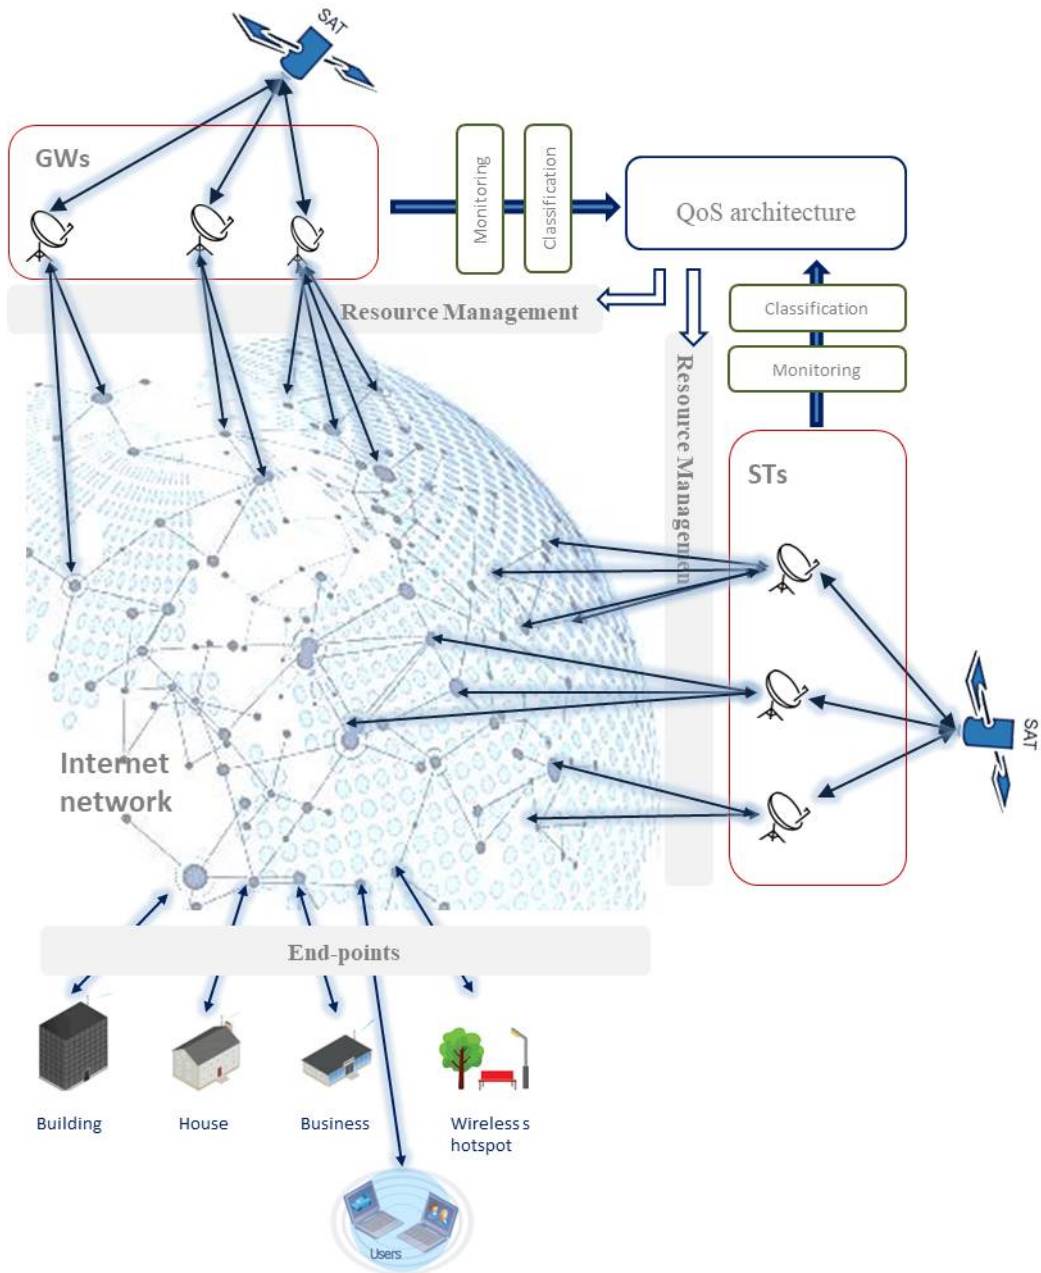 SAT
GWs
Monitoring
Classification
QoS architecture
Resource Management
Classification
Monitoring
Resource Managemen
STs
SAT
Internet
network
End-points
Building
House
Business
Wireless s
hotspot
Users